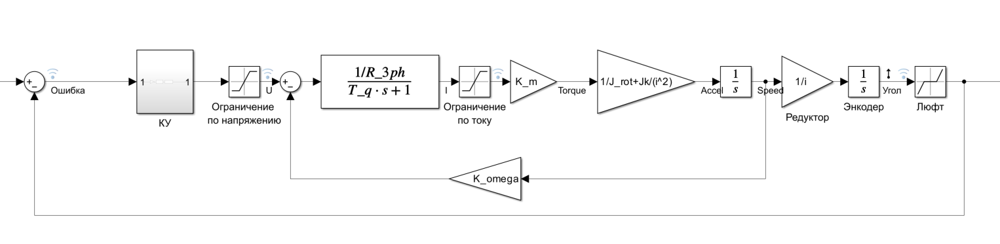 +_
Ошибка
1 1
КУ
Ограничение
по напряжению
U
+_
1/R_3ph
T_q · s + 1
I
Ограничение
по току
K_m
Torque
1/J_rot+Jk/(i^2)
Accel
1
s
Speed
1/i
Редуктор
1
s
Энкодер
Угол
Люфт
K_omega